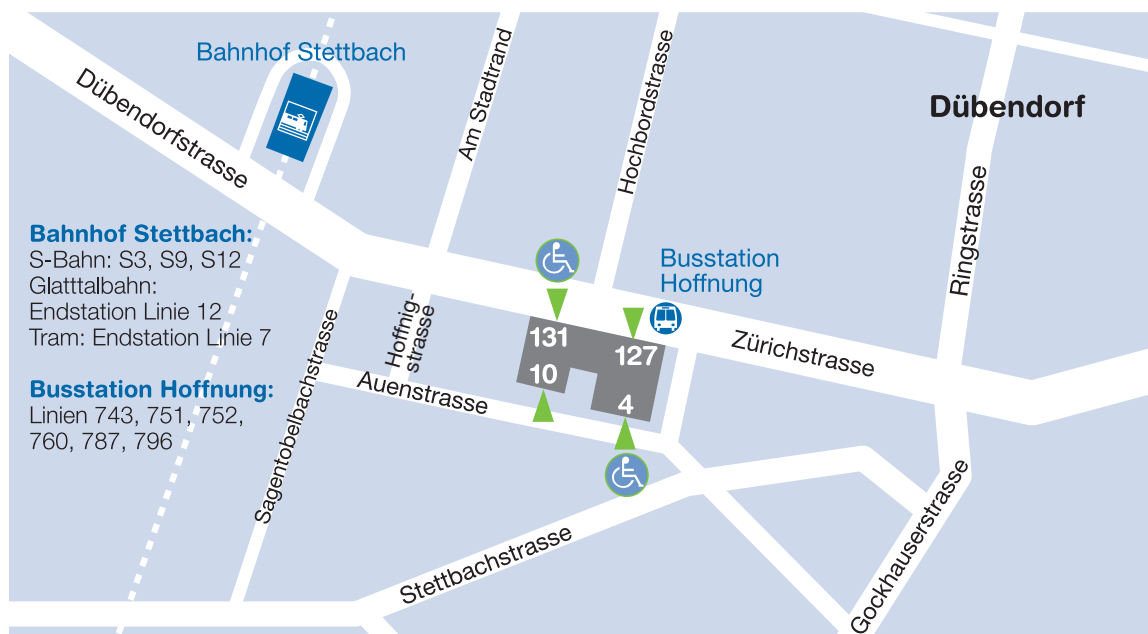 Bahnhof Stettbach
Dübendorfstrasse
Am Stadtrand
Hochbordstrasse
Dübendorf
Ringstrasse
Bahnhof Stettbach:
S-Bahn: S3, S9, S12
Glatttalbahn:
Endstation Linie 12
Tram: Endstation Linie 7
Busstation Hoffnung:
Linien 743, 751, 752,
760, 787, 796
Busstation
Hoffnung
Zürichstrasse
131
127
10
4
Hoffnig-
strasse
Auenstrasse
Sagentobelbachstrasse
Stettbachstrasse
Gockhauserstrasse